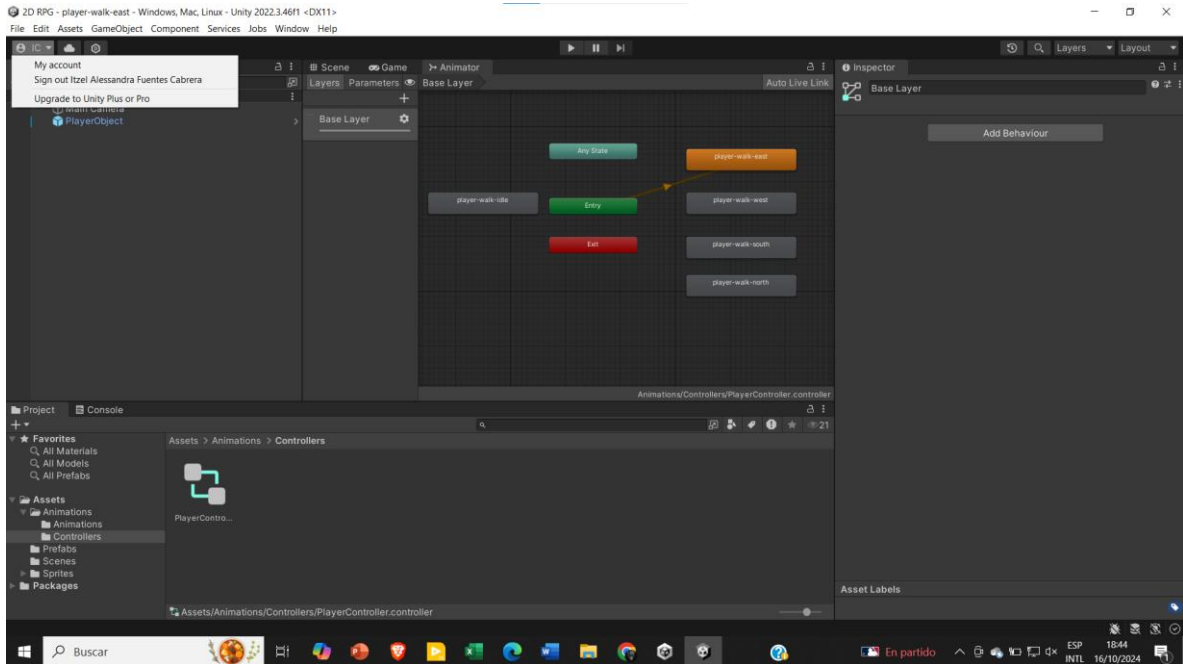 2D RPG - player-walk-east - Windows, Mac, Linux - Unity 2022.3.46f1 <DX11>
File Edit Assets GameObject Component Services Jobs Window Help
IC Layers Layout
My account
Sign out Itzel Alessandra Fuentes Cabrera
Upgrade to Unity Plus or Pro
Main Camera
PlayerObject
Scene Game Animator
Layers Parameters Base Layer Auto Live Link
Base Layer
Any State
player-walk-east
player-walk-idle
Entry
player-walk-west
Exit
player-walk-south
player-walk-north
Animations/Controllers/PlayerController.controller
Inspector
Base Layer
Add Behaviour
Asset Labels
Project Console
21
Favorites
All Materials
All Models
All Prefabs
Assets
Animations
Animations
Controllers
Prefabs
Scenes
Sprites
Packages
Assets > Animations > Controllers
PlayerContro...
Assets/Animations/Controllers/PlayerController.controller
Buscar
En partido
ESP
INTL
18:44
16/10/2024